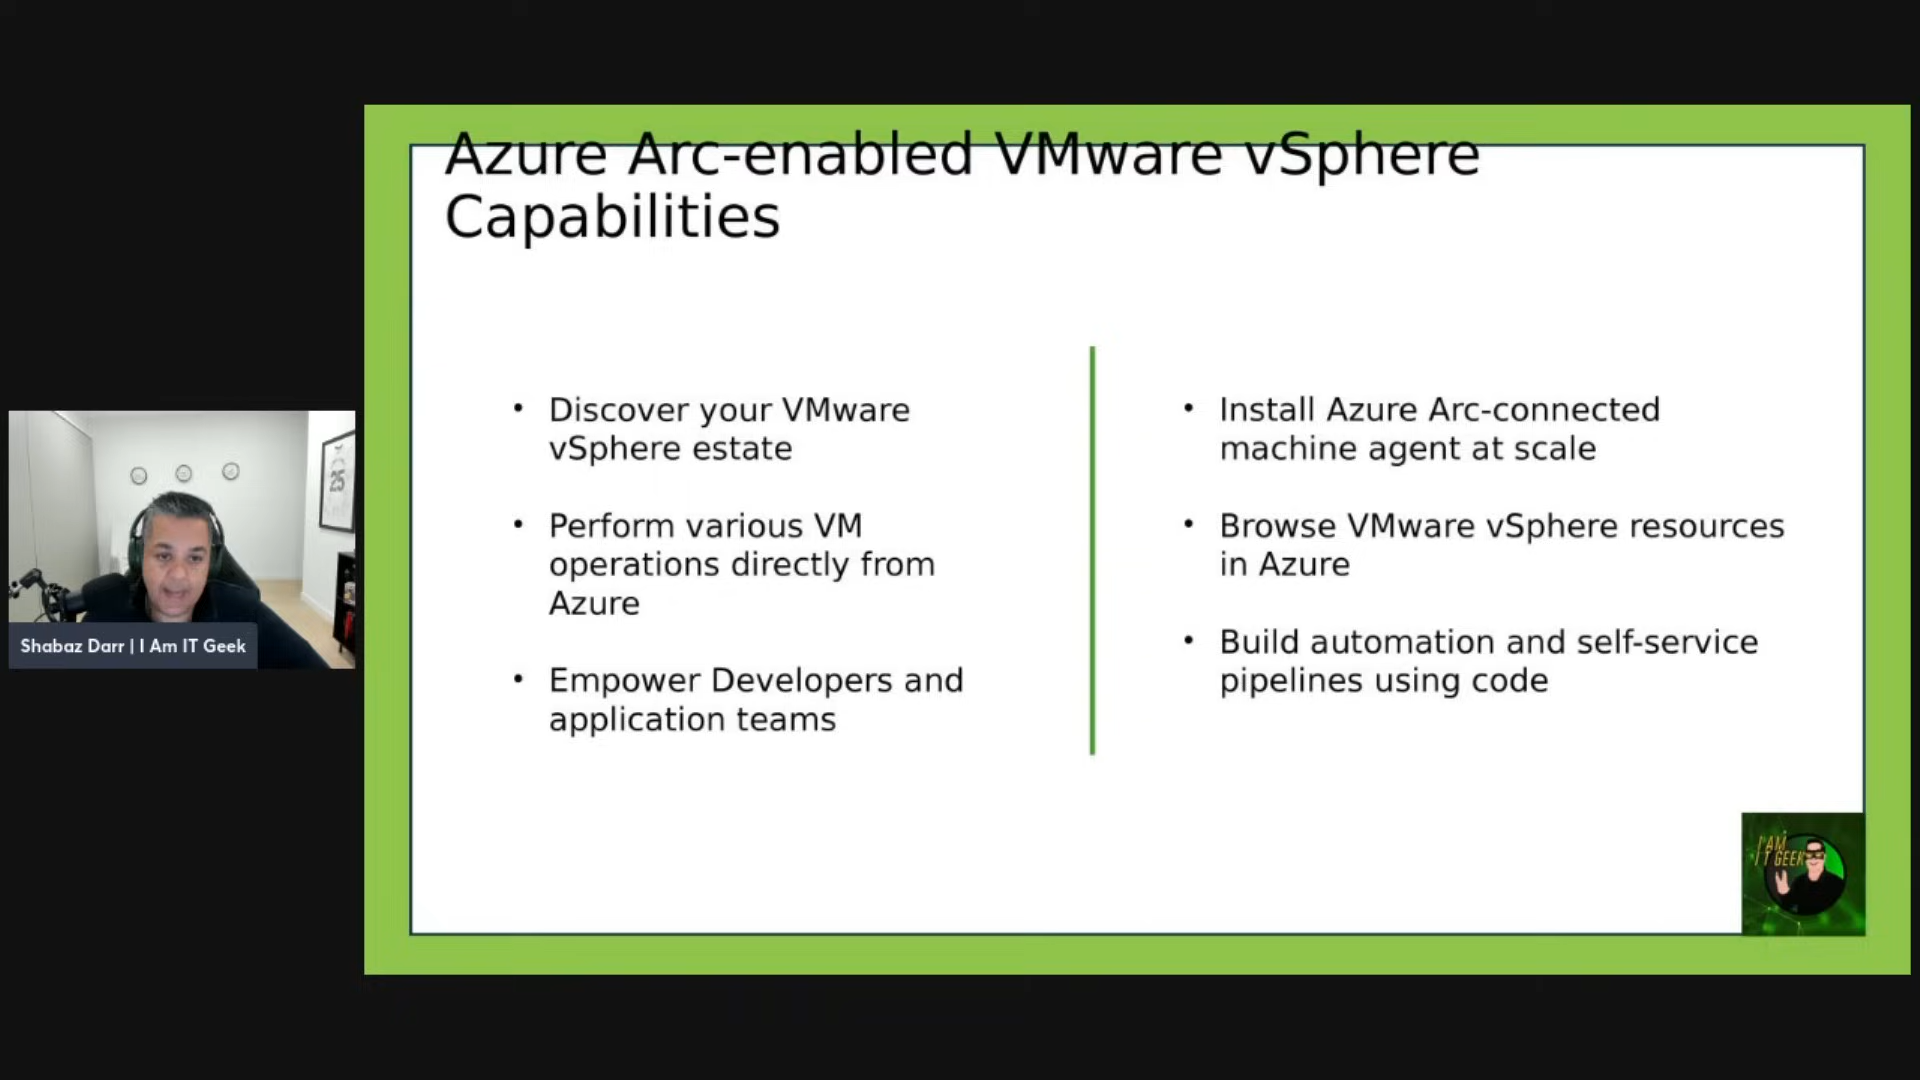 Azure Arc-enabled VMware vSphere
Capabilities
• Discover your VMware
vSphere estate
• Perform various VM
operations directly from
Azure
• Empower Developers and
application teams
• Install Azure Arc-connected
machine agent at scale
• Browse VMware vSphere resources
in Azure
• Build automation and self-service
pipelines using code
25
Shabaz Darr | I Am IT Geek
I AM
IT GEEK